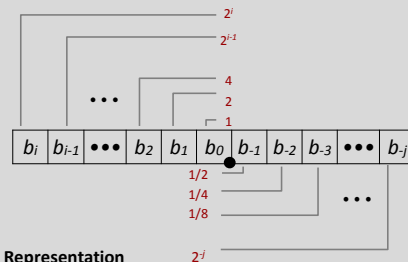 2^i
2^{i-1}
•••
4
2
1
b_i b_{i-1} ••• b_2 b_1 b_0 b_{-1} b_{-2} b_{-3} ••• b_{-j}
1/2
1/4
1/8
•••
Representation
2^{-j}